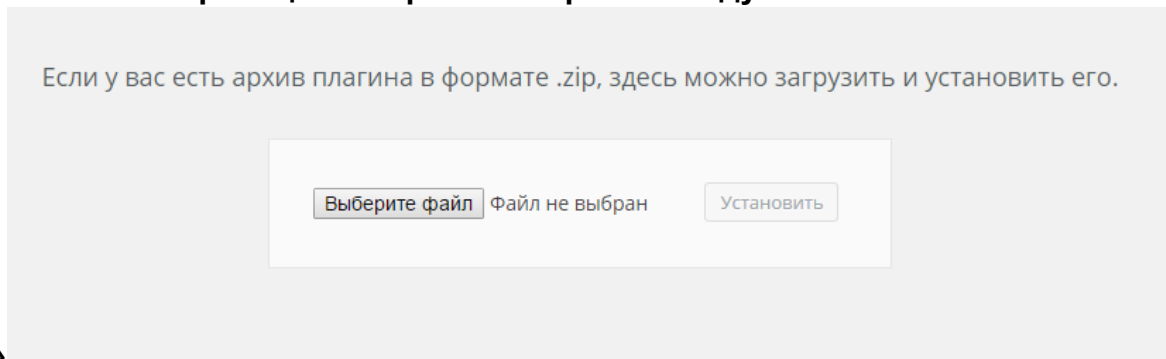 Если у вас есть архив плагина в формате .zip, здесь можно загрузить и установить его.
Выберите файл Файл не выбран Установить